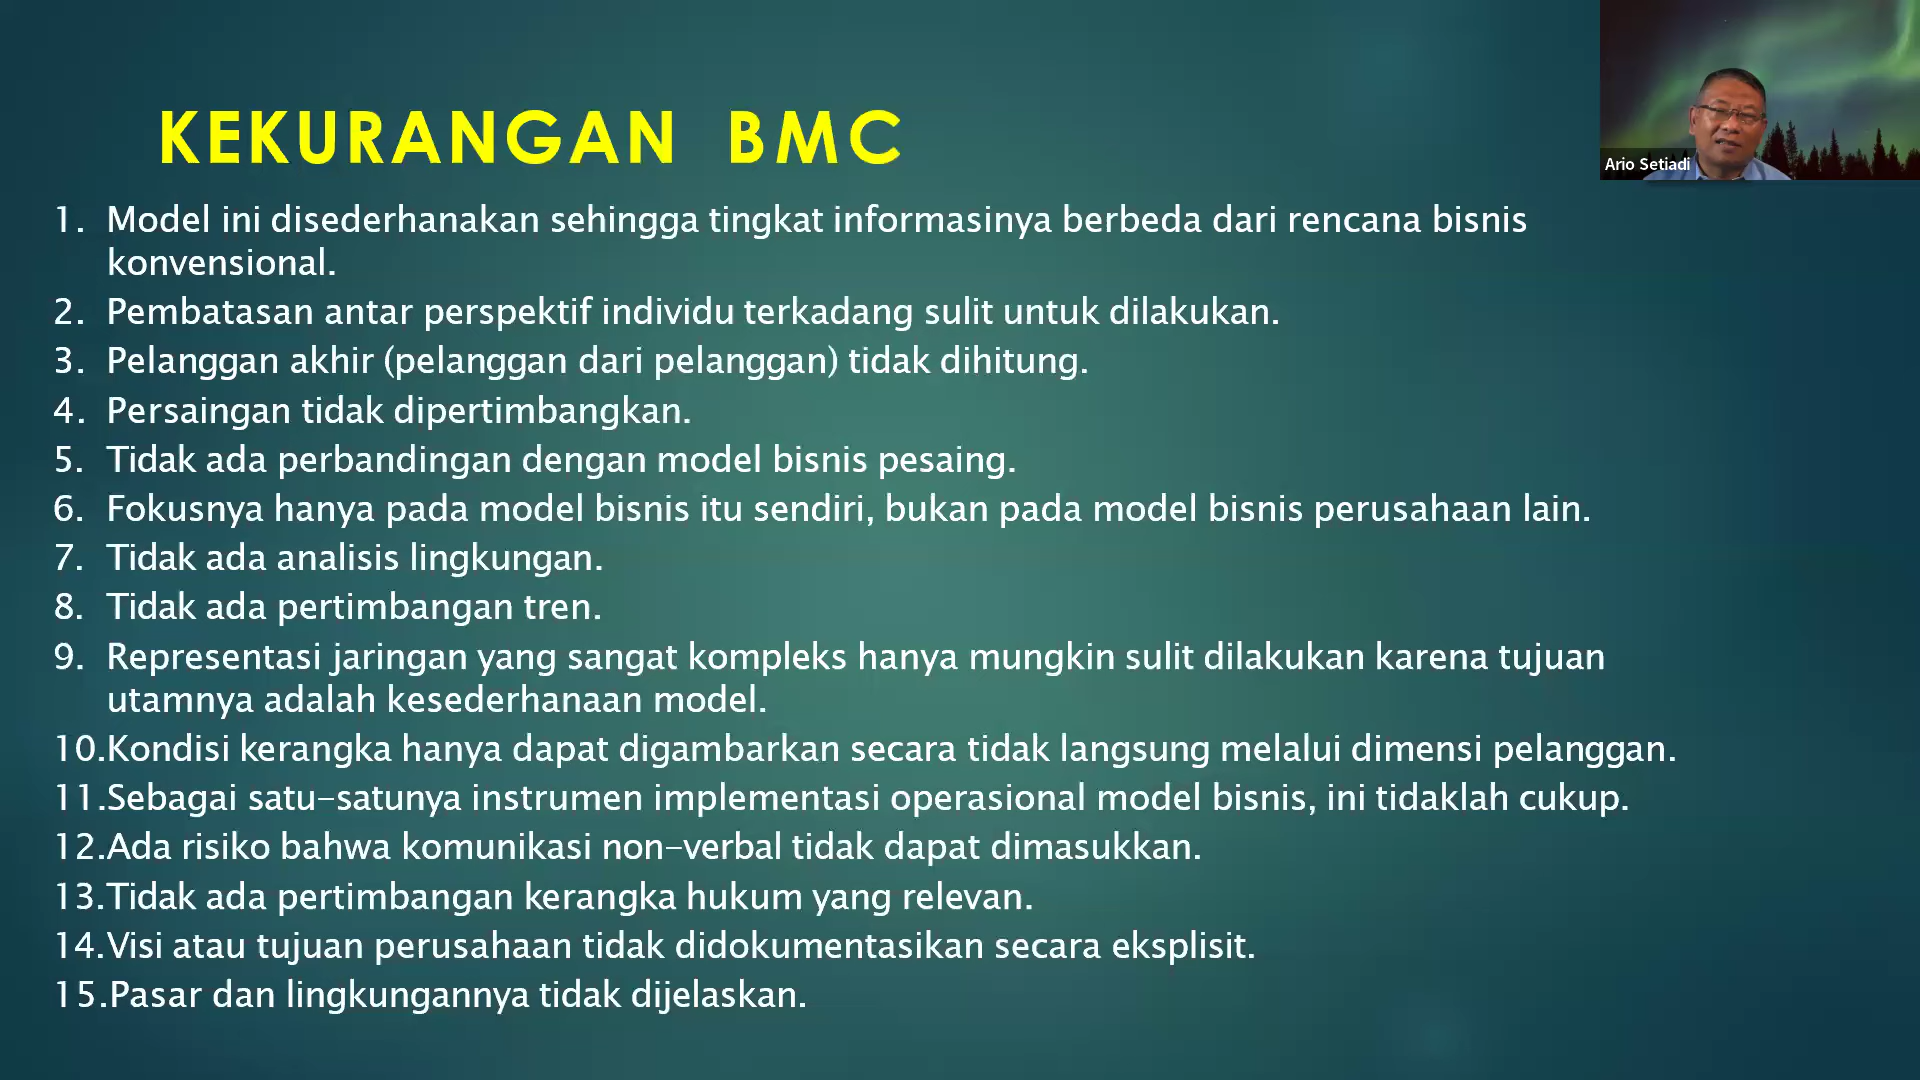 KEKURANGAN BMC
Ario Setiadi
1. Model ini disederhanakan sehingga tingkat informasinya berbeda dari rencana bisnis
konvensional.
2. Pembatasan antar perspektif individu terkadang sulit untuk dilakukan.
3. Pelanggan akhir (pelanggan dari pelanggan) tidak dihitung.
4. Persaingan tidak dipertimbangkan.
5. Tidak ada perbandingan dengan model bisnis pesaing.
6. Fokusnya hanya pada model bisnis itu sendiri, bukan pada model bisnis perusahaan lain.
7. Tidak ada analisis lingkungan.
8. Tidak ada pertimbangan tren.
9. Representasi jaringan yang sangat kompleks hanya mungkin sulit dilakukan karena tujuan
utamnya adalah kesederhanaan model.
10.Kondisi kerangka hanya dapat digambarkan secara tidak langsung melalui dimensi pelanggan.
11.Sebagai satu-satunya instrumen implementasi operasional model bisnis, ini tidaklah cukup.
12.Ada risiko bahwa komunikasi non-verbal tidak dapat dimasukkan.
13.Tidak ada pertimbangan kerangka hukum yang relevan.
14.Visi atau tujuan perusahaan tidak didokumentasikan secara eksplisit.
15.Pasar dan lingkungannya tidak dijelaskan.